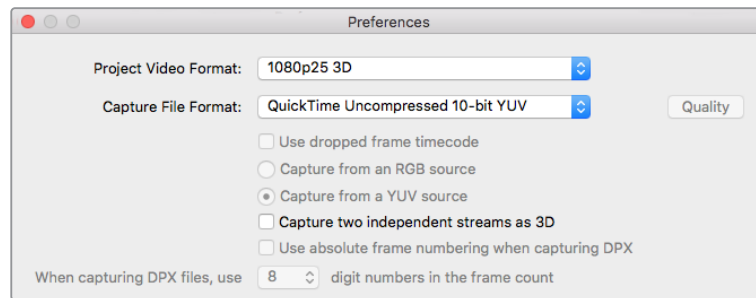 Preferences
Project Video Format: 1080p25 3D
Capture File Format: QuickTime Uncompressed 10-bit YUV Quality
Use dropped frame timecode
Capture from an RGB source
Capture from a YUV source
Capture two independent streams as 3D
Use absolute frame numbering when capturing DPX
When capturing DPX files, use 8 digit numbers in the frame count